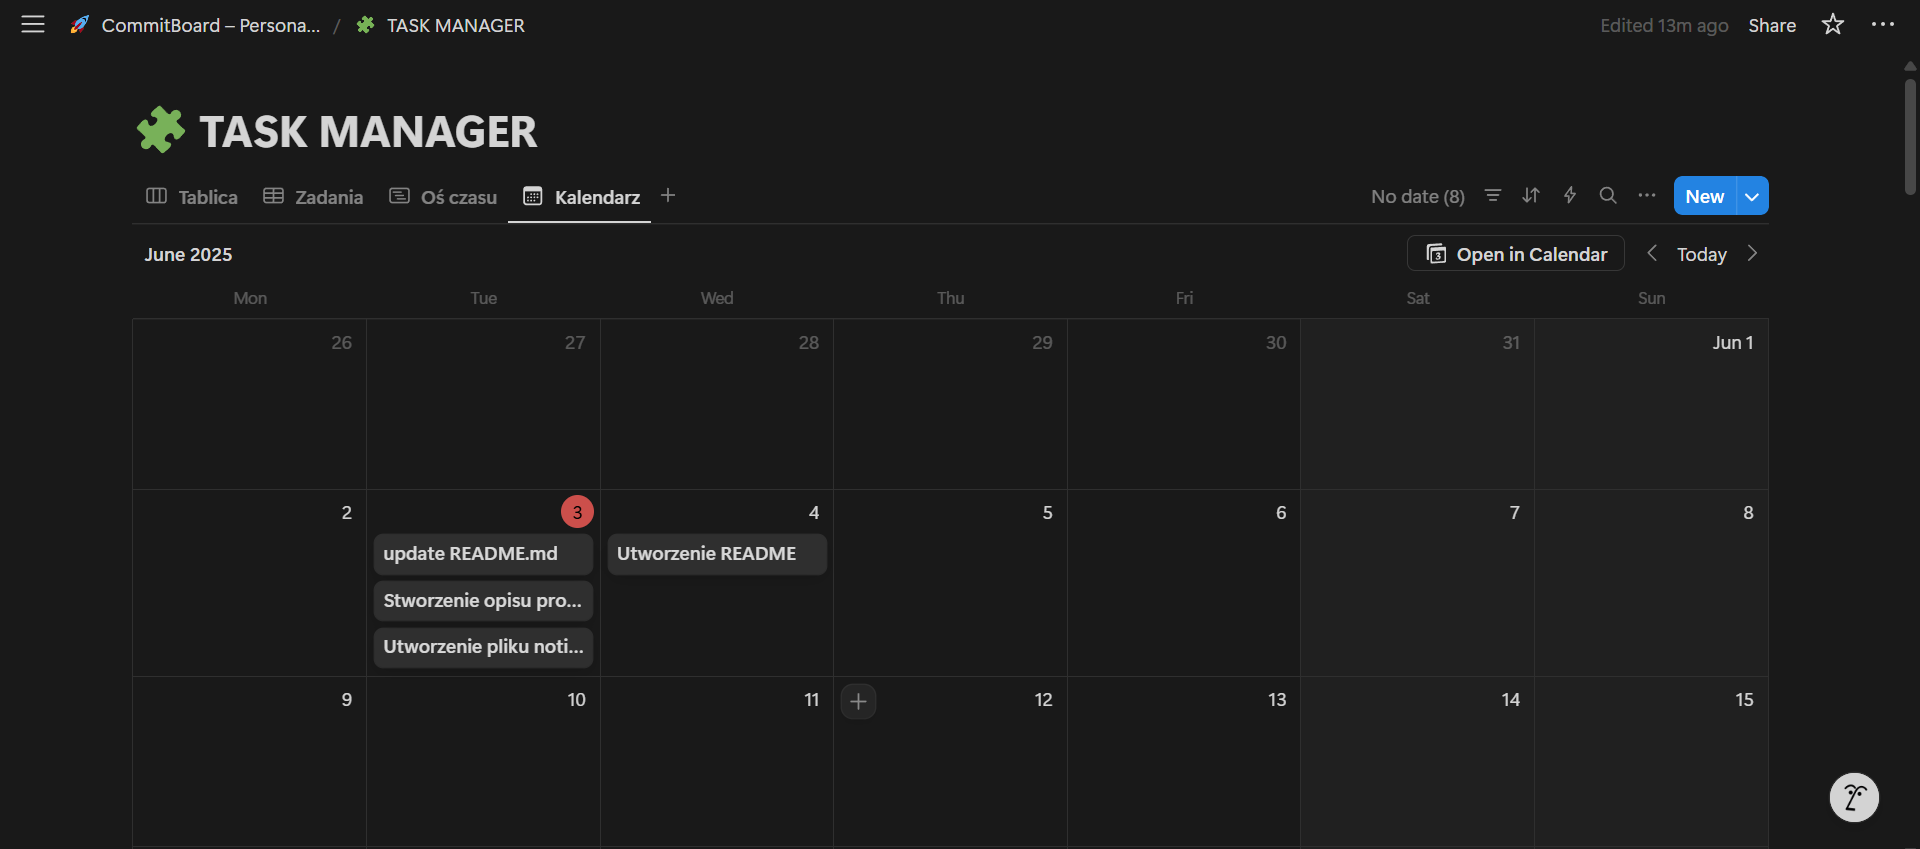 CommitBoard – Persona... / TASK MANAGER
Edited 13m ago Share
TASK MANAGER
Tablica Zadania Oś czasu Kalendarz
No date (8) New
June 2025
3 Open in Calendar Today
Mon Tue Wed Thu Fri Sat Sun
26 27 28 29 30 31 Jun 1
2 3 4 5 6 7 8
update README.md Utworzenie README
Stworzenie opisu pro...
Utworzenie pliku noti...
9 10 11 12 13 14 15